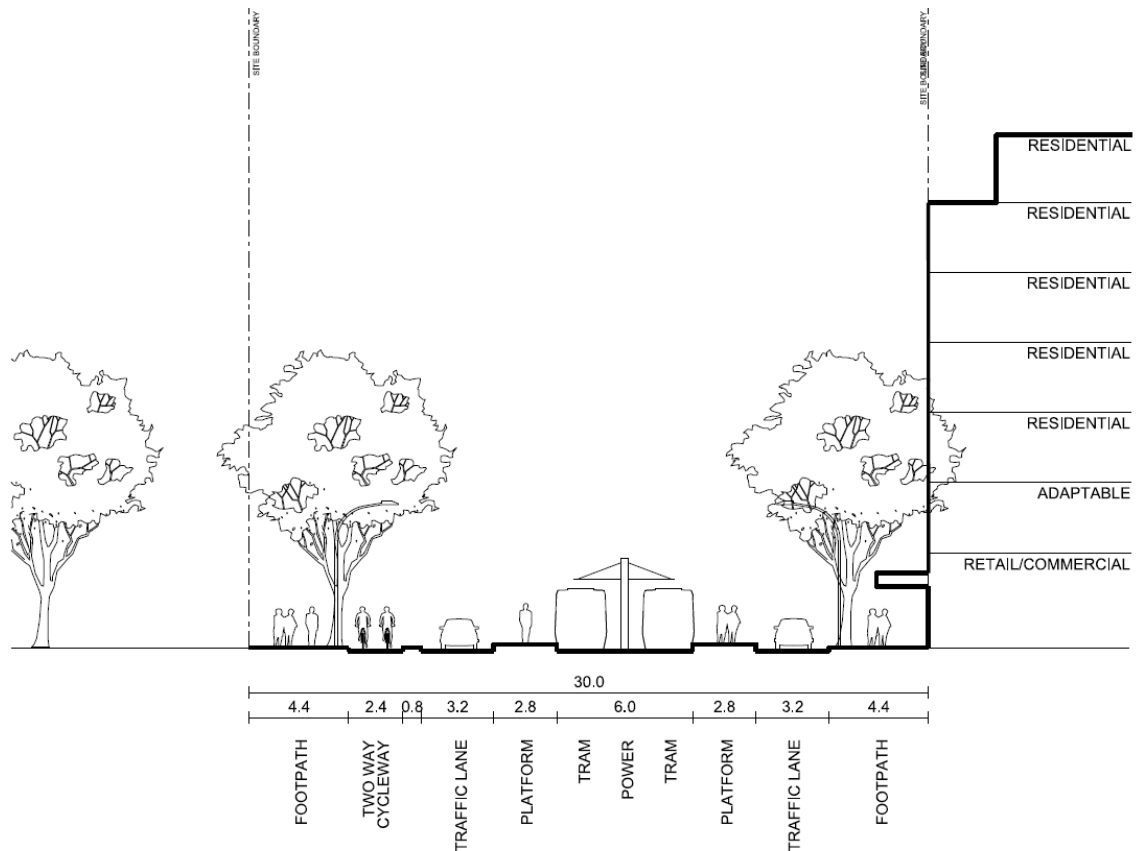 SITE BOUNDARY
SITE BOUNDARY
RESIDENTIAL
RESIDENTIAL
RESIDENTIAL
RESIDENTIAL
RESIDENTIAL
ADAPTABLE
RETAIL/COMMERCIAL
30.0
4.4 2.4 0.8 3.2 2.8 6.0 2.8 3.2 4.4
FOOTPATH
TWO WAY
CYCLEWAY
TRAFFIC LANE
PLATFORM
TRAM
POWER
TRAM
PLATFORM
TRAFFIC LANE
FOOTPATH